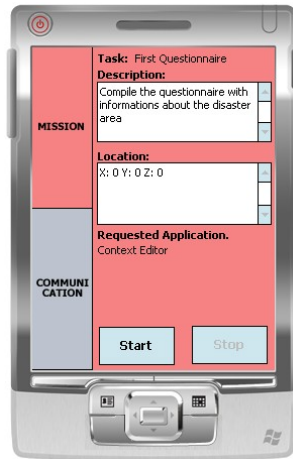 Task: First Questionnaire
Description:
Compile the questionnaire with
informations about the disaster
area
MISSION
Location:
X: 0 Y: 0 Z: 0
Requested Application.
Context Editor
COMMUNI
CATION
Start
Stop